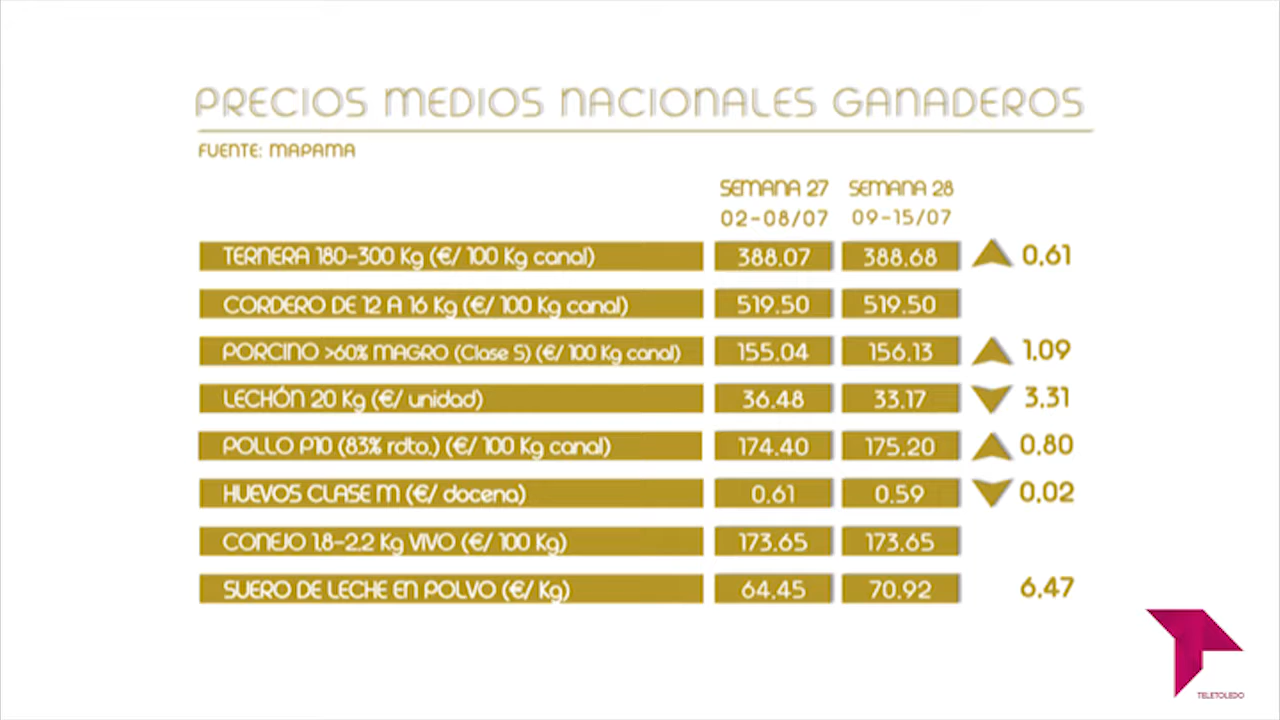 PRECIOS MEDIOS NACIONALES GANADEROS
FUENTE: MAPAMA
SEMANA 27 SEMANA 28
02-08/07 09-15/07
TERNERA 180-300 Kg (€/ 100 Kg canal) 388.07 388.68 0.61
CORDERO DE 12 A 16 Kg (€/ 100 Kg canal) 519.50 519.50
PORCINO >60% MAGRO (Clase S) (€/ 100 Kg canal) 155.04 156.13 1.09
LECHÓN 20 Kg (€/ unidad) 36.48 33.17 3.31
POLLO P10 (83% rdto.) (€/ 100 Kg canal) 174.40 175.20 0.80
HUEVOS CLASE M (€/ docena) 0.61 0.59 0.02
CONEJO 1.8-2.2 Kg VIVO (€/ 100 Kg) 173.65 173.65
SUERO DE LECHE EN POLVO (€/ Kg) 64.45 70.92 6.47
TELETOLEDO